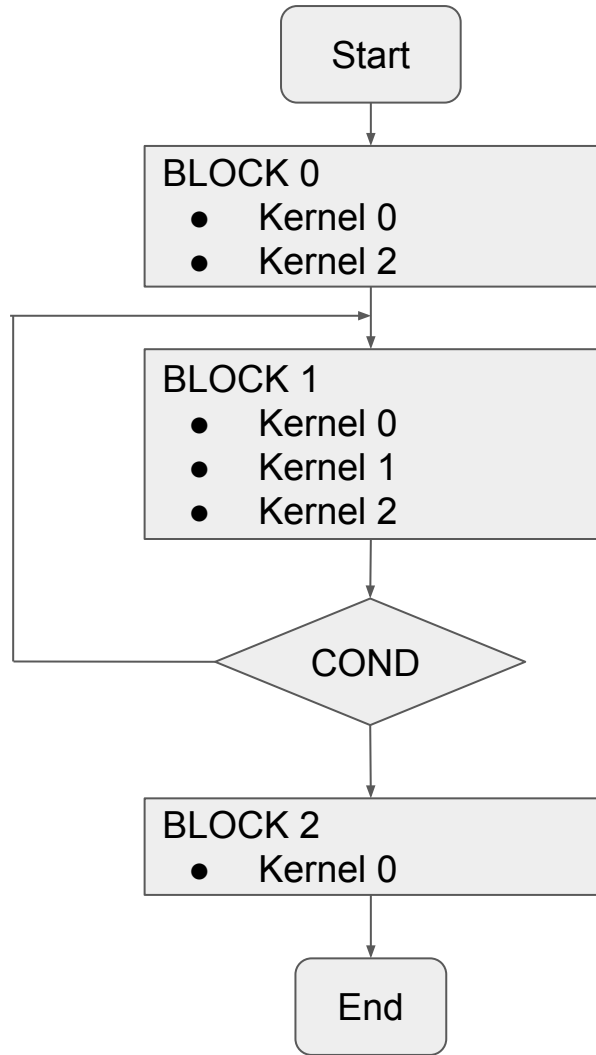 Start
BLOCK 0
● Kernel 0
● Kernel 2
BLOCK 1
● Kernel 0
● Kernel 1
● Kernel 2
COND
BLOCK 2
● Kernel 0
End